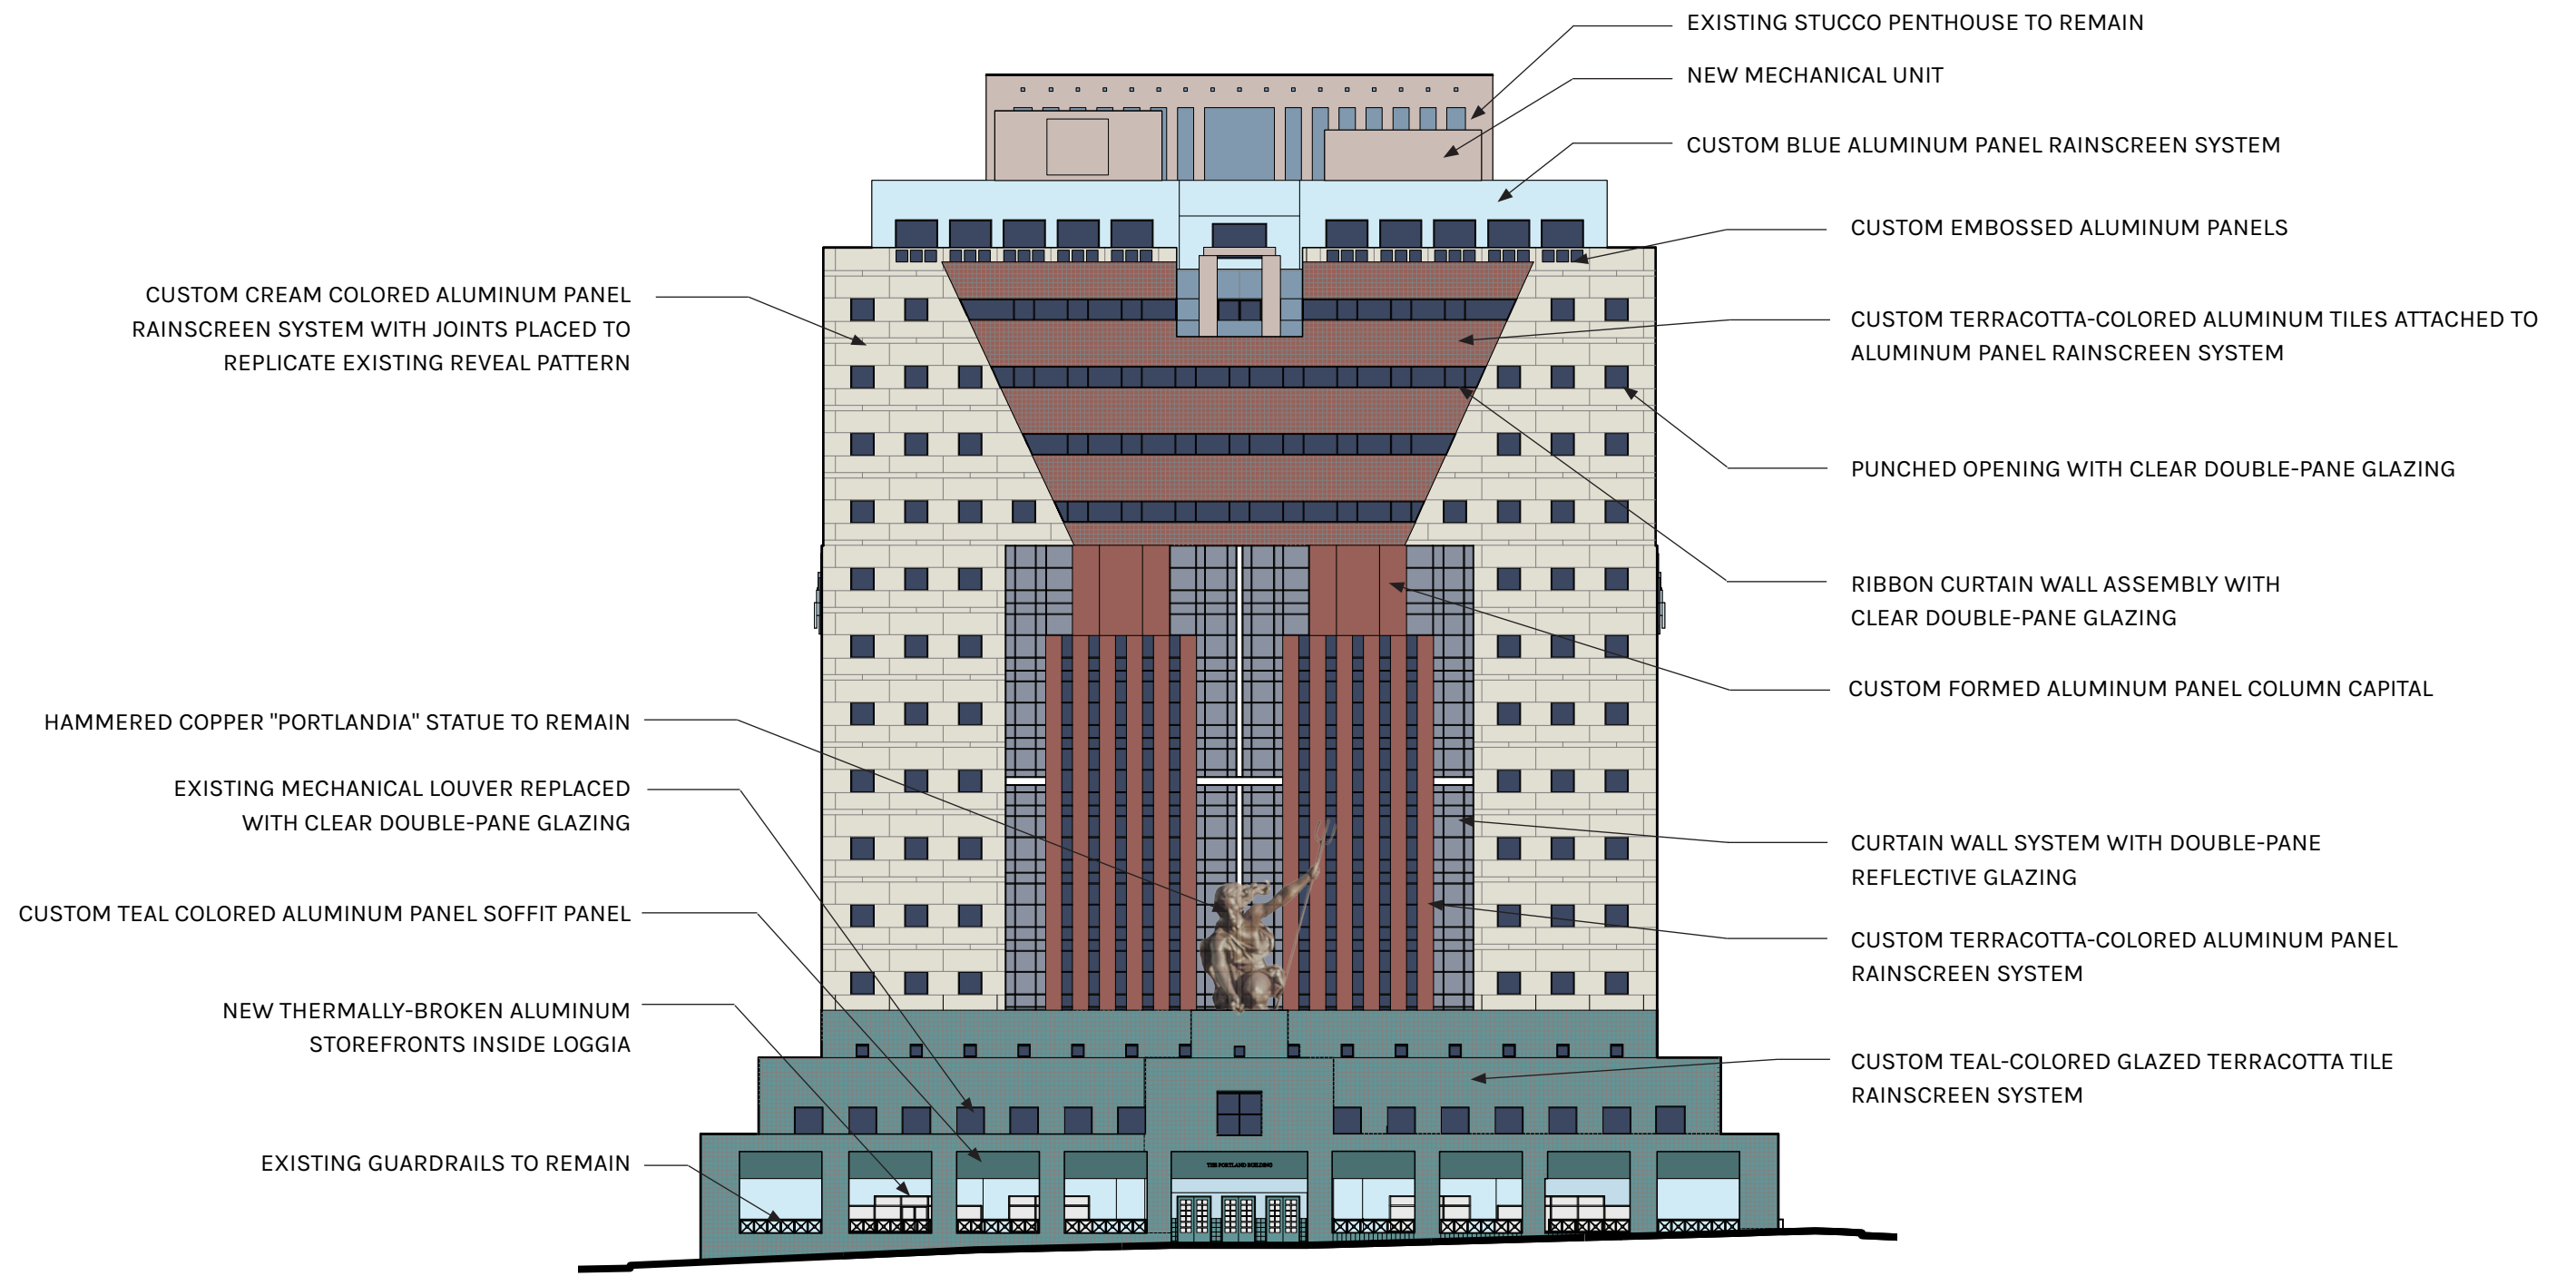 EXISTING STUCCO PENTHOUSE TO REMAIN
NEW MECHANICAL UNIT
CUSTOM BLUE ALUMINUM PANEL RAINSCREEN SYSTEM
CUSTOM EMBOSSED ALUMINUM PANELS
CUSTOM TERRACOTTA-COLORED ALUMINUM TILES ATTACHED TO
ALUMINUM PANEL RAINSCREEN SYSTEM
PUNCHED OPENING WITH CLEAR DOUBLE-PANE GLAZING
RIBBON CURTAIN WALL ASSEMBLY WITH
CLEAR DOUBLE-PANE GLAZING
CUSTOM FORMED ALUMINUM PANEL COLUMN CAPITAL
CURTAIN WALL SYSTEM WITH DOUBLE-PANE
REFLECTIVE GLAZING
CUSTOM TERRACOTTA-COLORED ALUMINUM PANEL
RAINSCREEN SYSTEM
CUSTOM TEAL-COLORED GLAZED TERRACOTTA TILE
RAINSCREEN SYSTEM
CUSTOM CREAM COLORED ALUMINUM PANEL
RAINSCREEN SYSTEM WITH JOINTS PLACED TO
REPLICATE EXISTING REVEAL PATTERN
HAMMERED COPPER "PORTLANDIA" STATUE TO REMAIN
EXISTING MECHANICAL LOUVER REPLACED
WITH CLEAR DOUBLE-PANE GLAZING
CUSTOM TEAL COLORED ALUMINUM PANEL SOFFIT PANEL
NEW THERMALLY-BROKEN ALUMINUM
STOREFRONTS INSIDE LOGGIA
EXISTING GUARDRAILS TO REMAIN
THE PORTLAND BUILDING